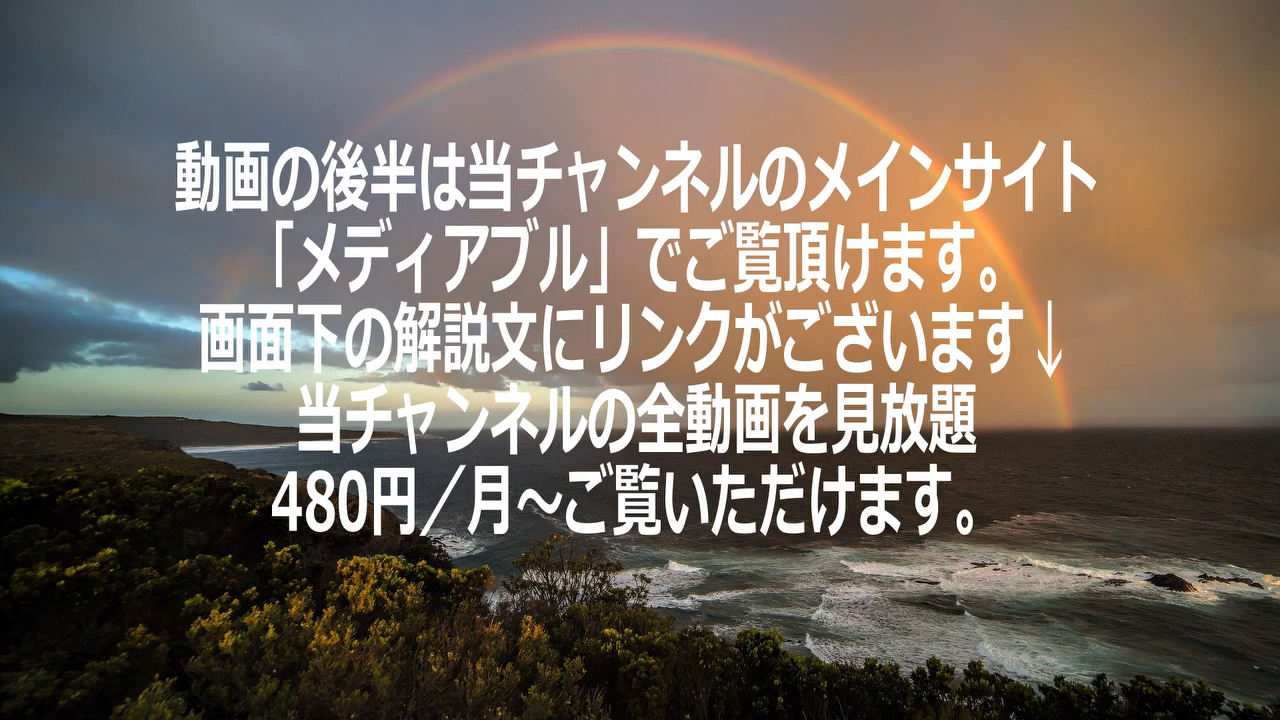 動画の後半は当チャンネルのメインサイト
「メディアブル」でご覧頂けます。
画面下の解説文にリンクがございます↓
当チャンネルの全動画を見放題
480円／月〜ご覧いただけます。